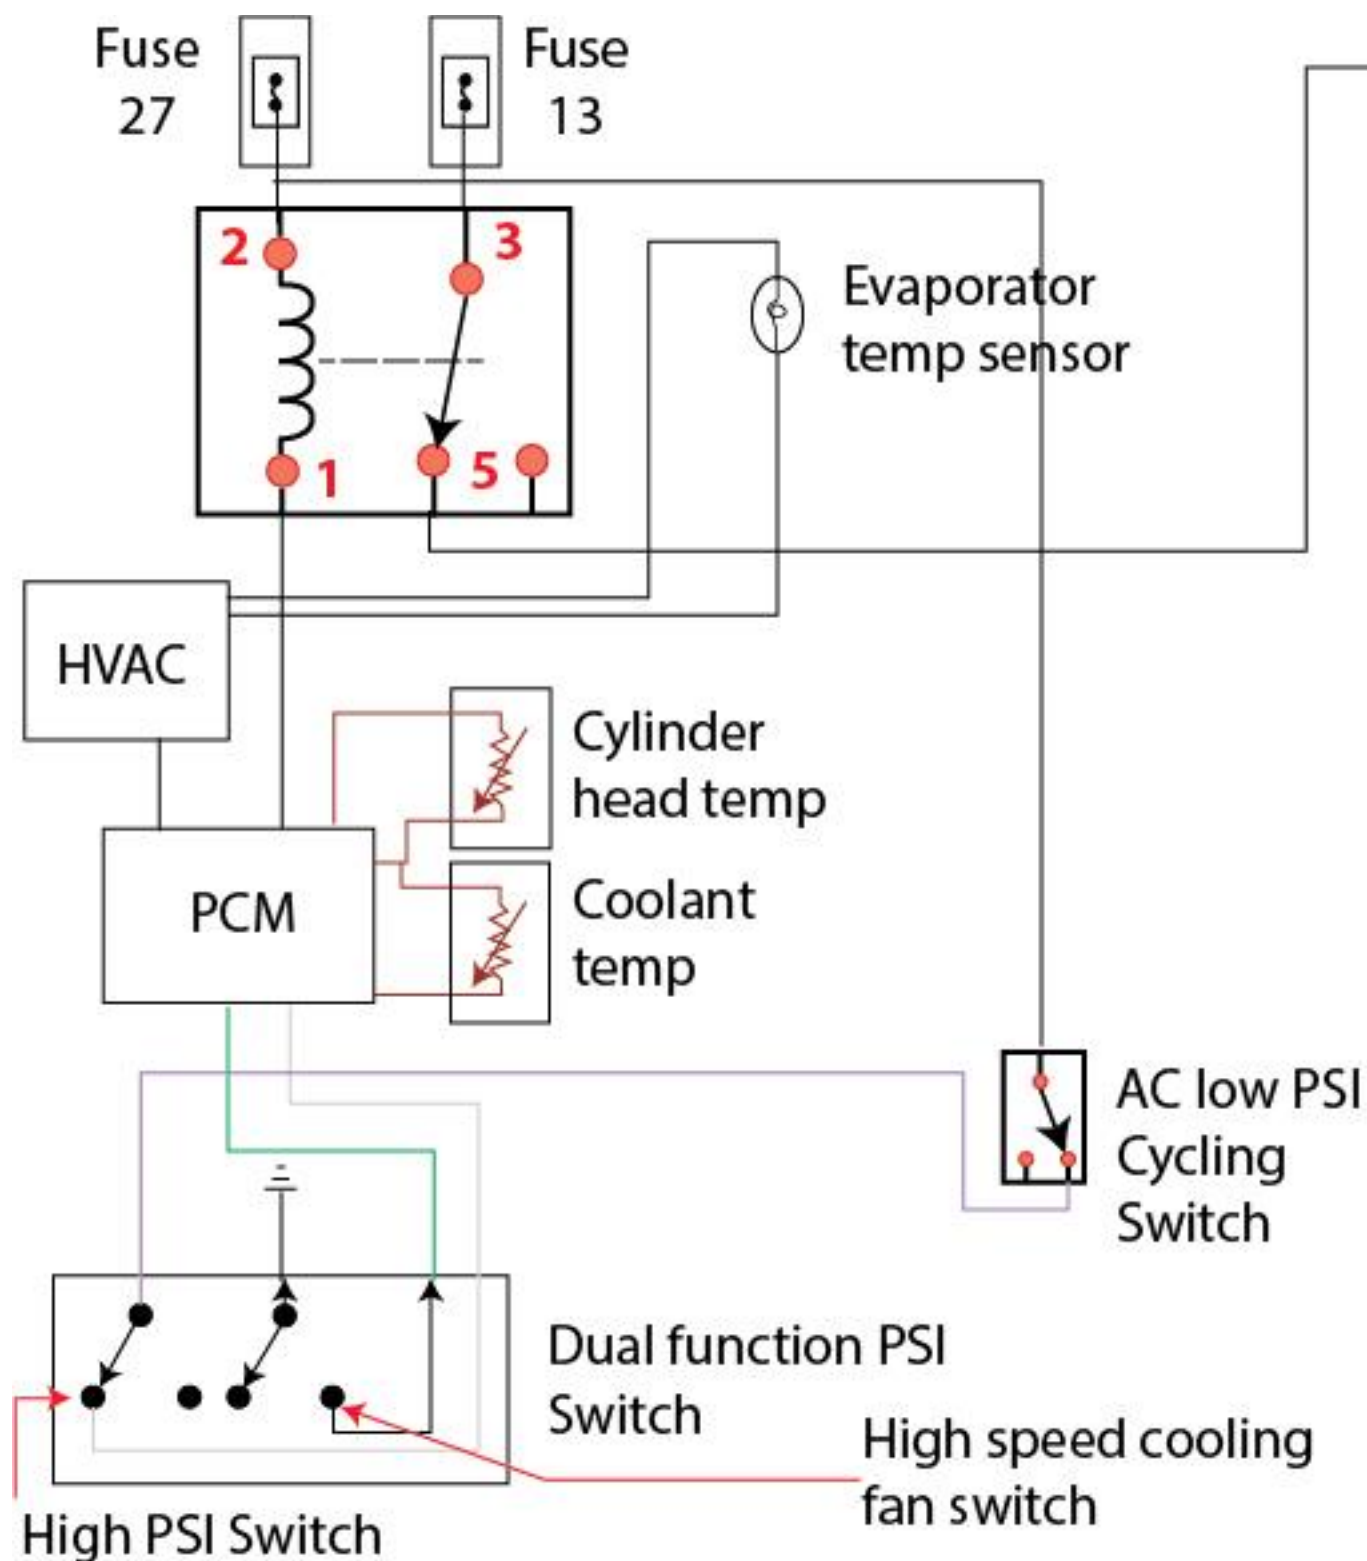 Fuse
27
Fuse
13
2
3
Evaporator
temp sensor
1
5
HVAC
Cylinder
head temp
PCM
Coolant
temp
AC low PSI
Cycling
Switch
Dual function PSI
Switch
High speed cooling
fan switch
High PSI Switch